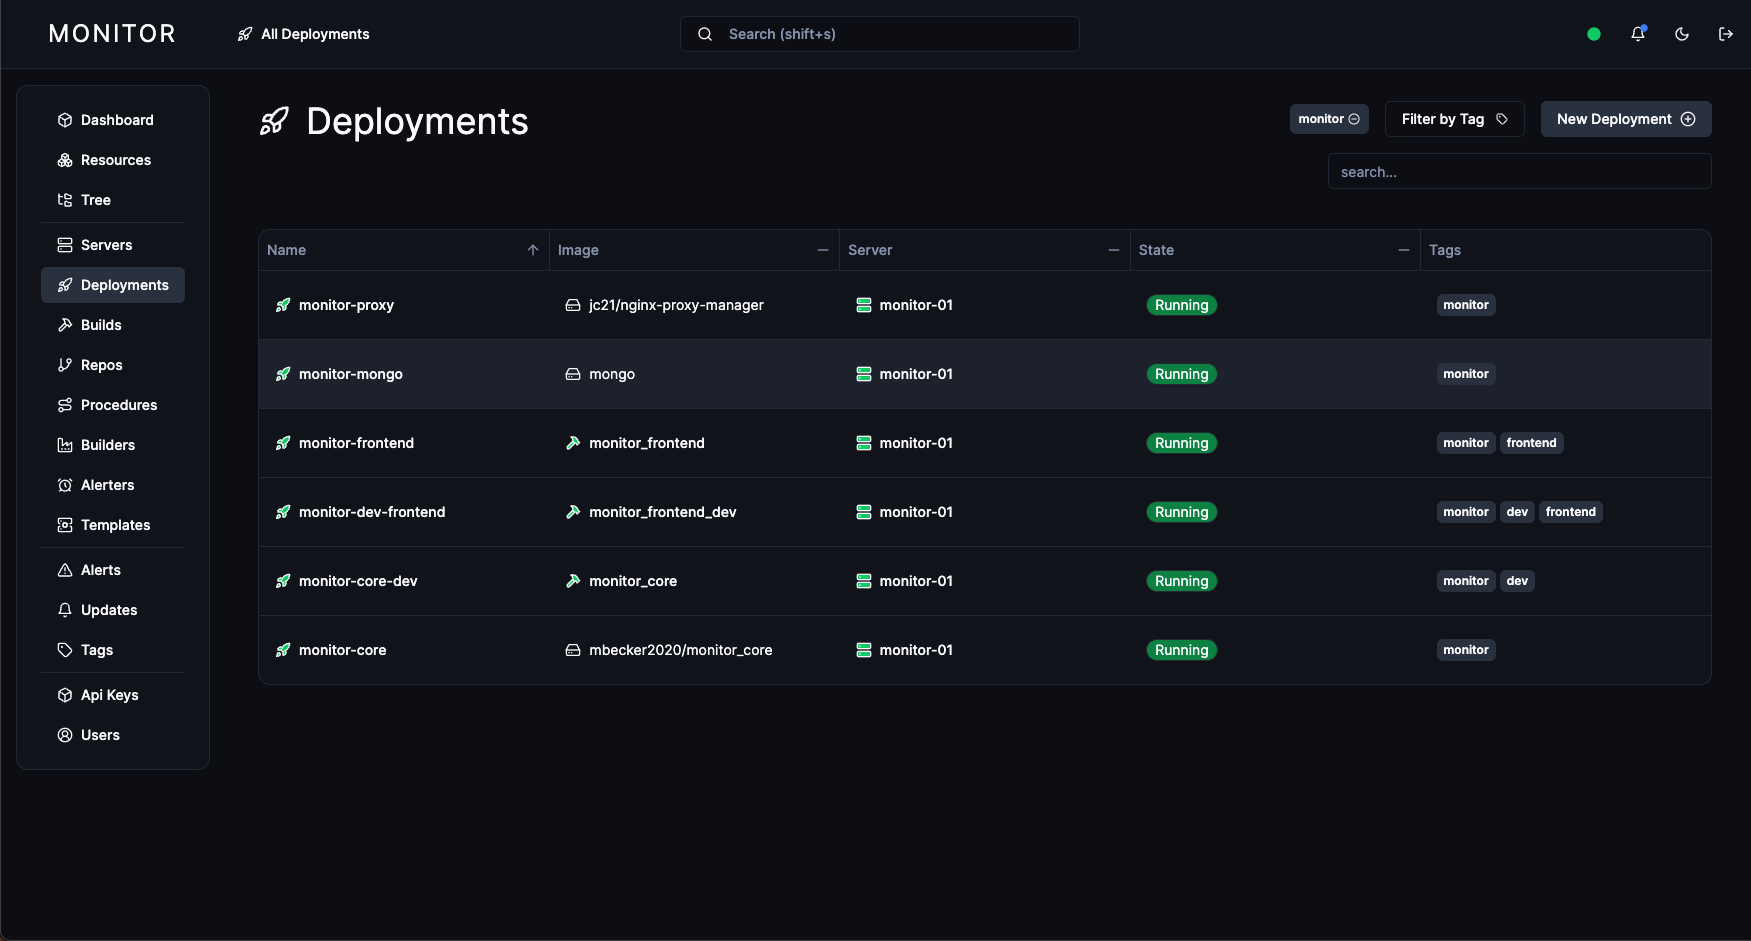 MONITOR
All Deployments
Search (shift+s)
Dashboard
Resources
Tree
Servers
Deployments
Builds
Repos
Procedures
Builders
Alerters
Templates
Alerts
Updates
Tags
Api Keys
Users
Deployments
monitor
Filter by Tag
New Deployment
search...
Name Image Server State Tags
monitor-proxy jc21/nginx-proxy-manager monitor-01 Running monitor
monitor-mongo mongo monitor-01 Running monitor
monitor-frontend monitor_frontend monitor-01 Running monitor frontend
monitor-dev-frontend monitor_frontend_dev monitor-01 Running monitor dev frontend
monitor-core-dev monitor_core monitor-01 Running monitor dev
monitor-core mbecker2020/monitor_core monitor-01 Running monitor